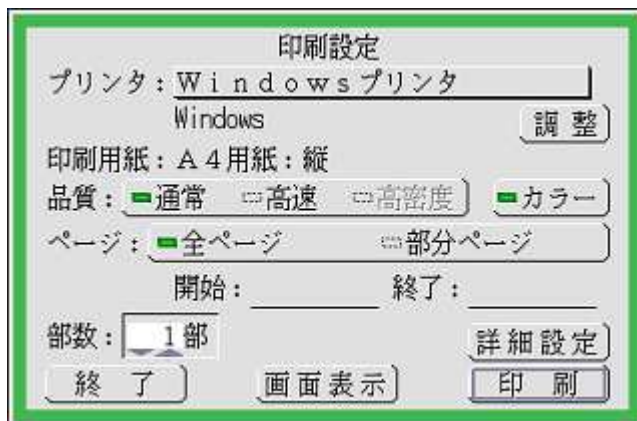 印刷設定
プリンタ：Ｗｉｎｄｏｗｓプリンタ
Windows
調整
印刷用紙：Ａ４用紙：縦
品質：通常 高速 高密度 カラー
ページ：全ページ 部分ページ
開始： 終了：
部数：1部
詳細設定
終了 画面表示 印刷